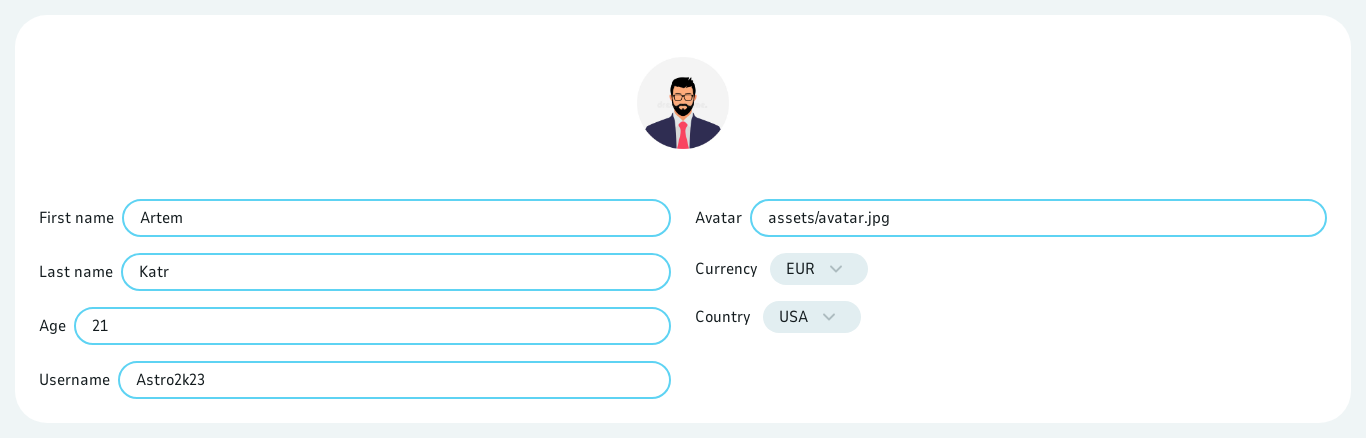 First name Artem
Last name Katr
Age 21
Username Astro2k23
Avatar assets/avatar.jpg
Currency EUR
Country USA